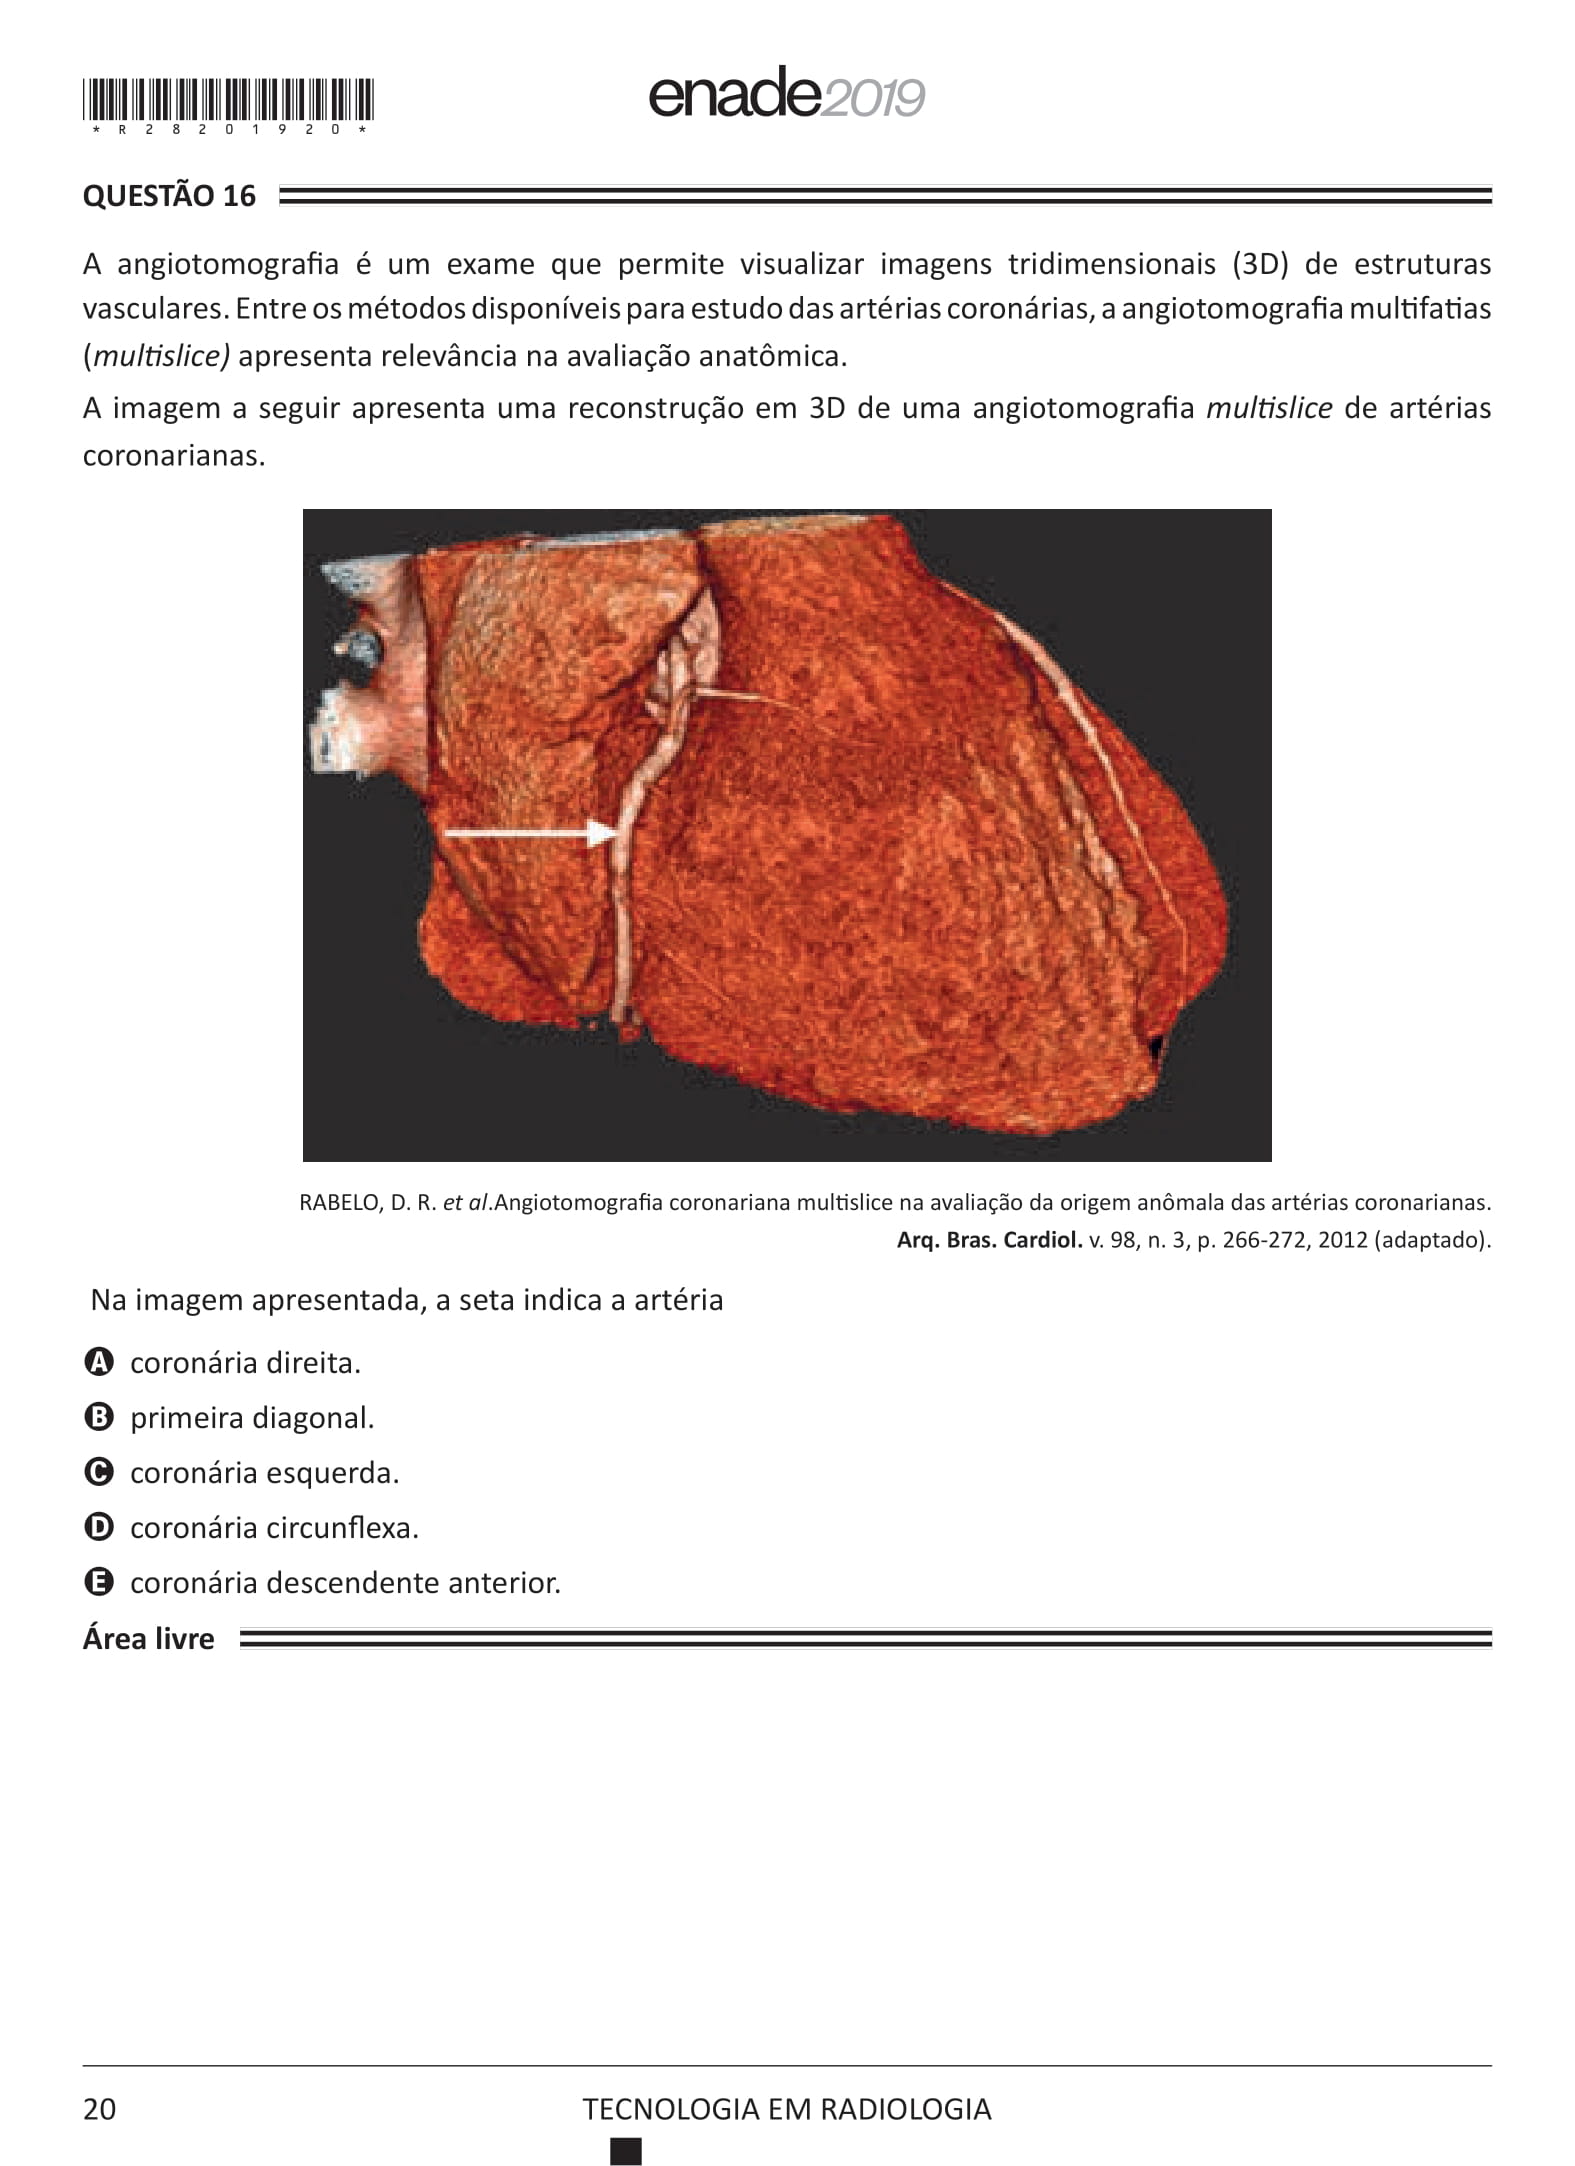 *R28201920*
enade2019
QUESTÃO 16
A angiotomografia é um exame que permite visualizar imagens tridimensionais (3D) de estruturas
vasculares. Entre os métodos disponíveis para estudo das artérias coronárias, a angiotomografia multifatias
(multislice) apresenta relevância na avaliação anatômica.
A imagem a seguir apresenta uma reconstrução em 3D de uma angiotomografia multislice de artérias
coronarianas.
RABELO, D. R. et al.Angiotomografia coronariana multislice na avaliação da origem anômala das artérias coronarianas.
Arq. Bras. Cardiol. v. 98, n. 3, p. 266-272, 2012 (adaptado).
Na imagem apresentada, a seta indica a artéria
A coronária direita.
B primeira diagonal.
C coronária esquerda.
D coronária circunflexa.
E coronária descendente anterior.
Área livre
20
TECNOLOGIA EM RADIOLOGIA